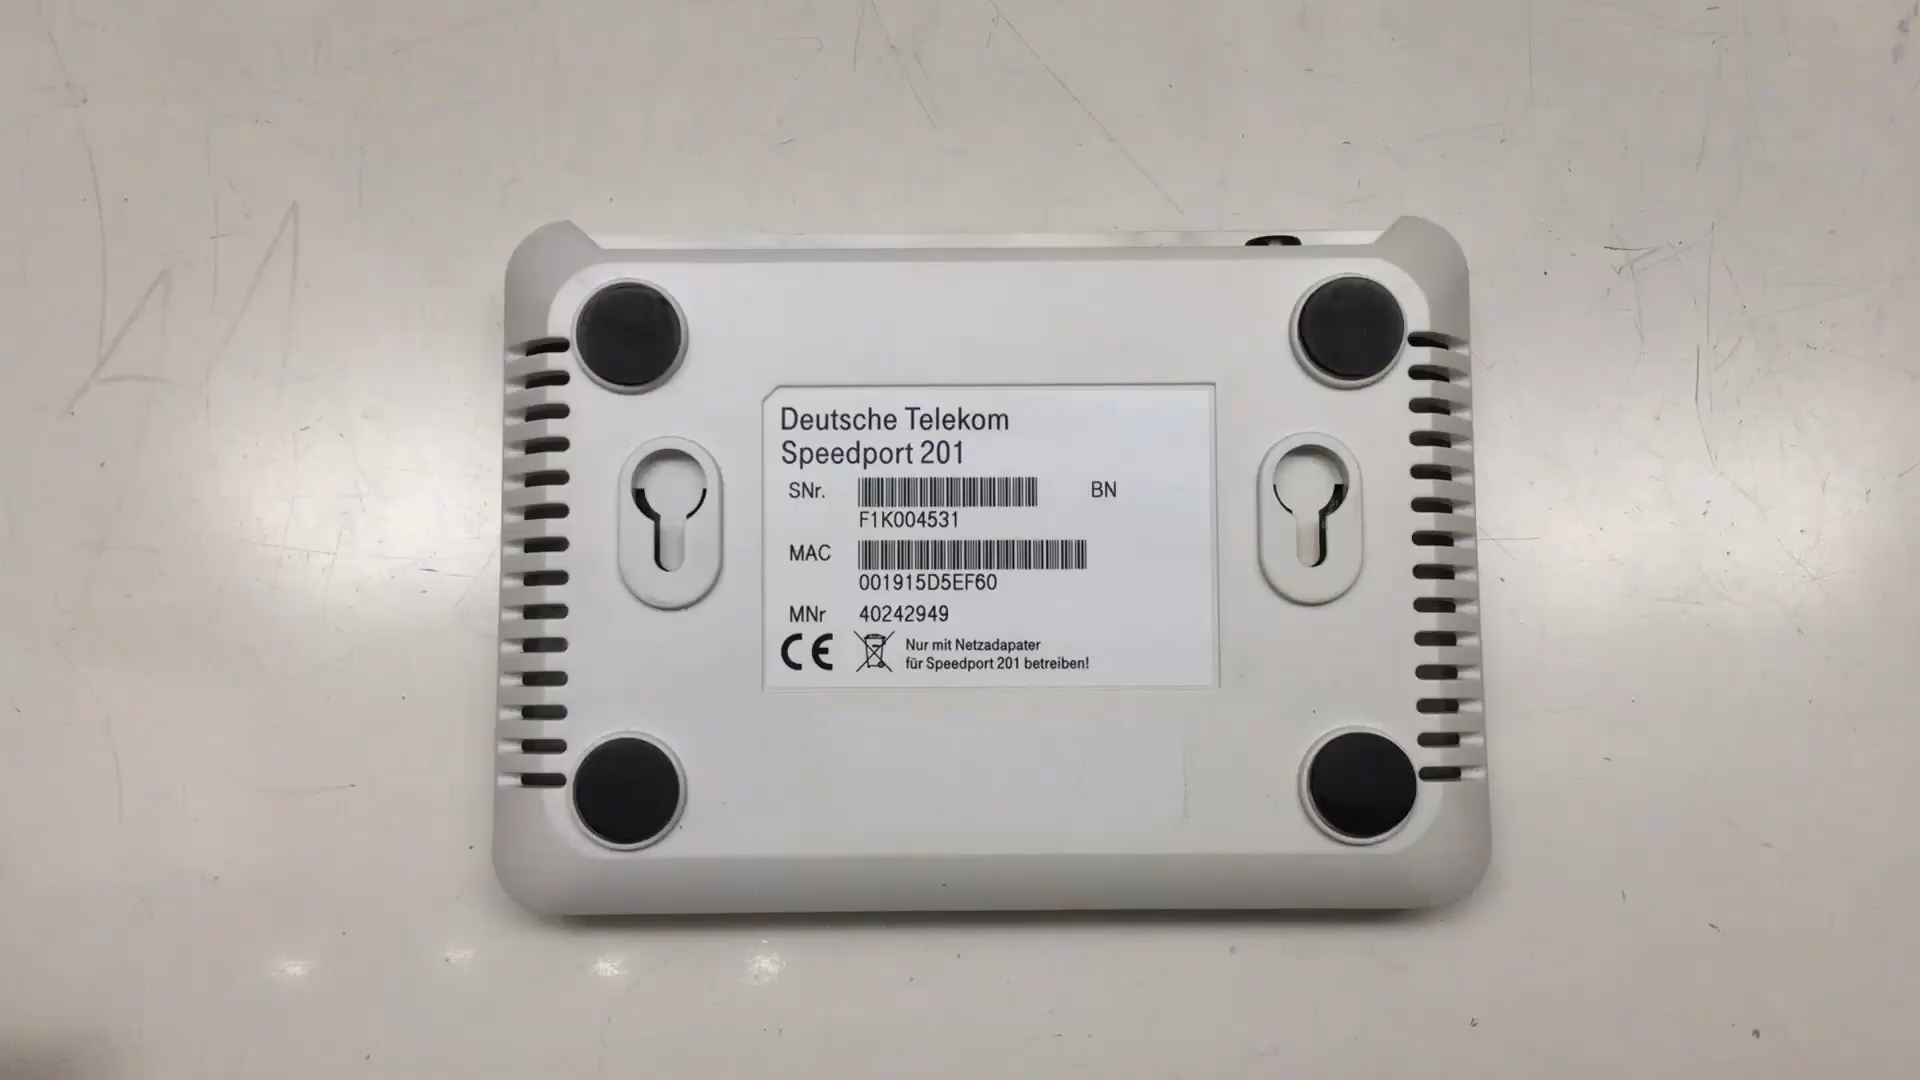 Deutsche Telekom
Speedport 201
SNr. BN
F1K004531
MAC
001915D5EF60
MNr 40242949
CE Nur mit Netzadapater
für Speedport 201 betreiben!